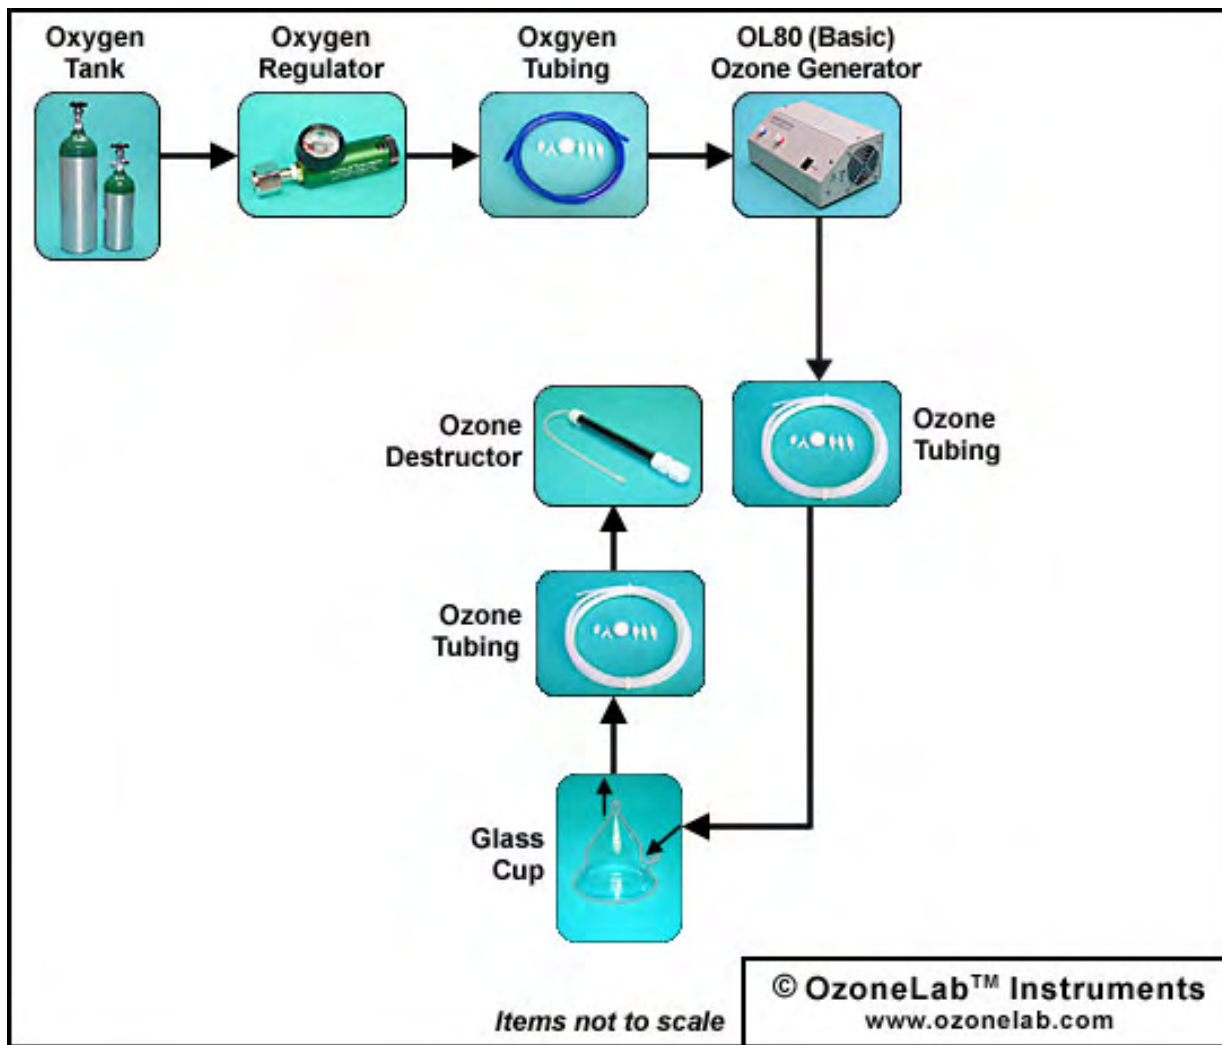 Oxygen
Tank
Oxygen
Regulator
Oxgyen
Tubing
OL80 (Basic)
Ozone Generator
Ozone
Destructor
Ozone
Tubing
Ozone
Tubing
Glass
Cup
Items not to scale
© OzoneLab™ Instruments
www.ozonelab.com